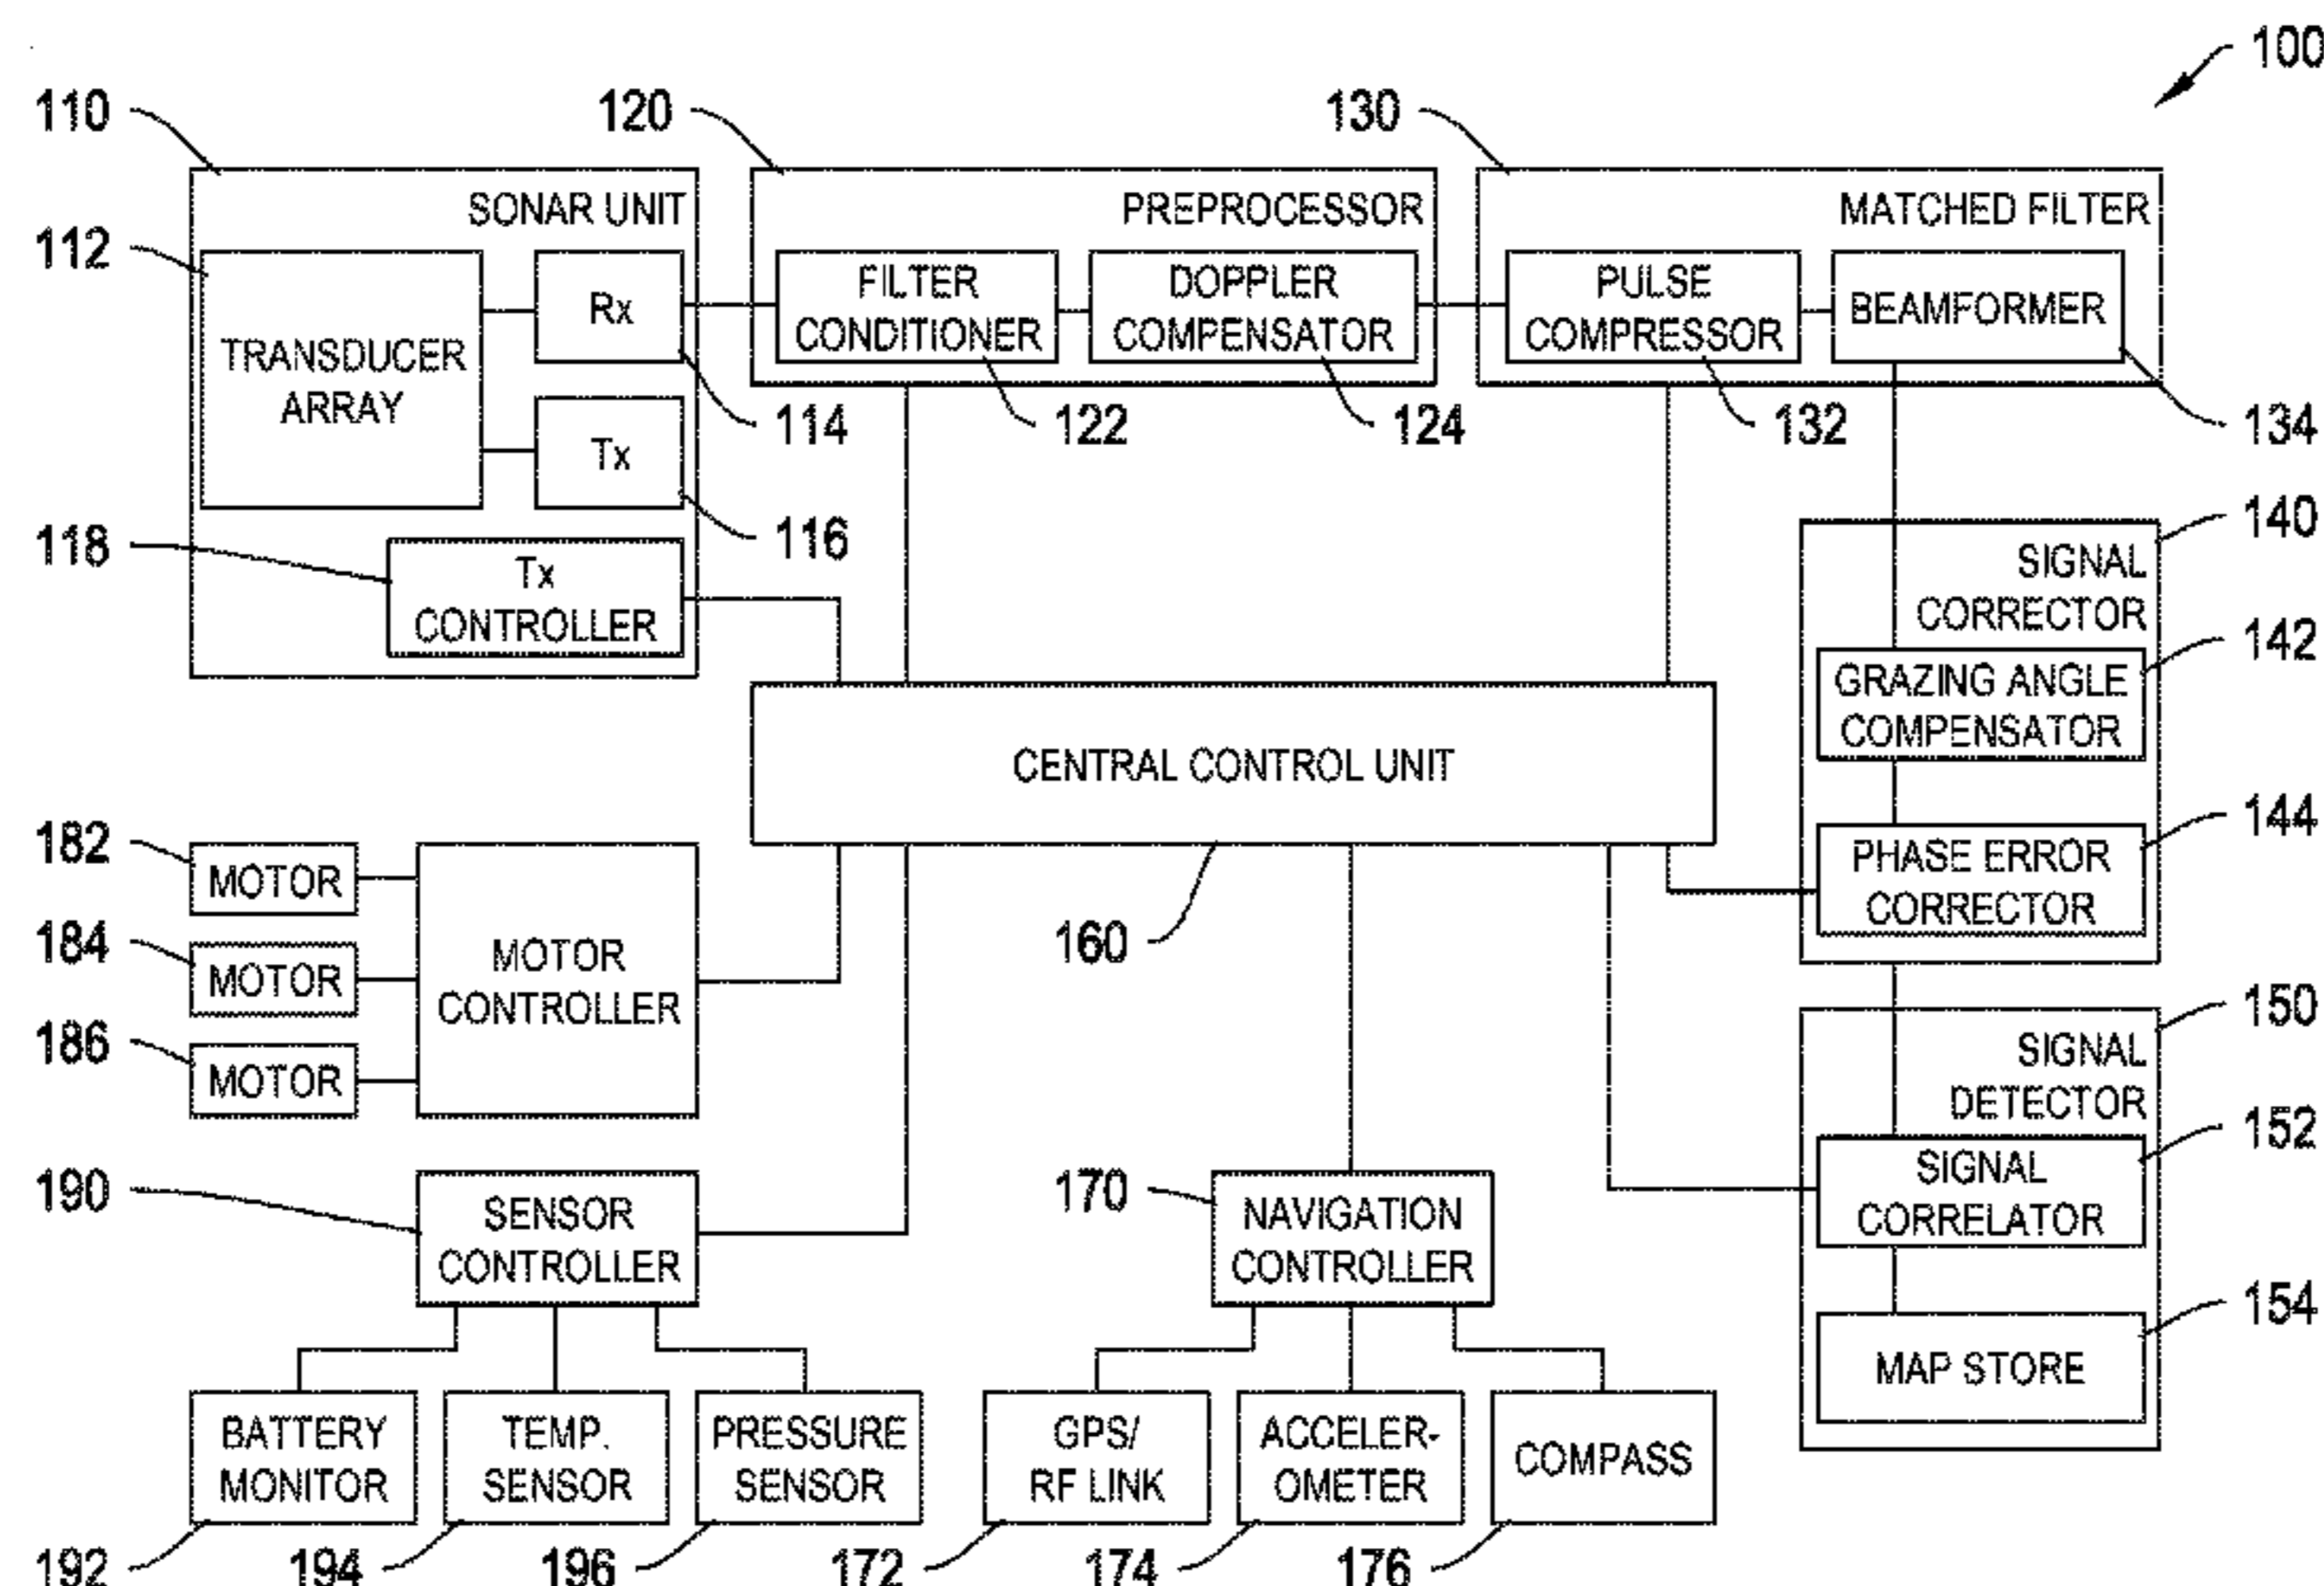 100
110
120
130
SONAR UNIT
PREPROCESSOR
MATCHED FILTER
112
TRANSDUCER
ARRAY
Rx
FILTER
CONDITIONER
DOPPLER
COMPENSATOR
PULSE
COMPRESSOR
BEAMFORMER
Tx
114
122
124
132
134
116
118
Tx
CONTROLLER
140
SIGNAL
CORRECTOR
142
GRAZING ANGLE
COMPENSATOR
CENTRAL CONTROL UNIT
144
PHASE ERROR
CORRECTOR
160
182
MOTOR
184
MOTOR
186
MOTOR
MOTOR
CONTROLLER
150
SIGNAL
DETECTOR
152
SIGNAL
CORRELATOR
154
MAP STORE
190
SENSOR
CONTROLLER
170
NAVIGATION
CONTROLLER
BATTERY
MONITOR
TEMP.
SENSOR
PRESSURE
SENSOR
GPS/
RF LINK
ACCELER-
OMETER
COMPASS
192
194
196
172
174
176